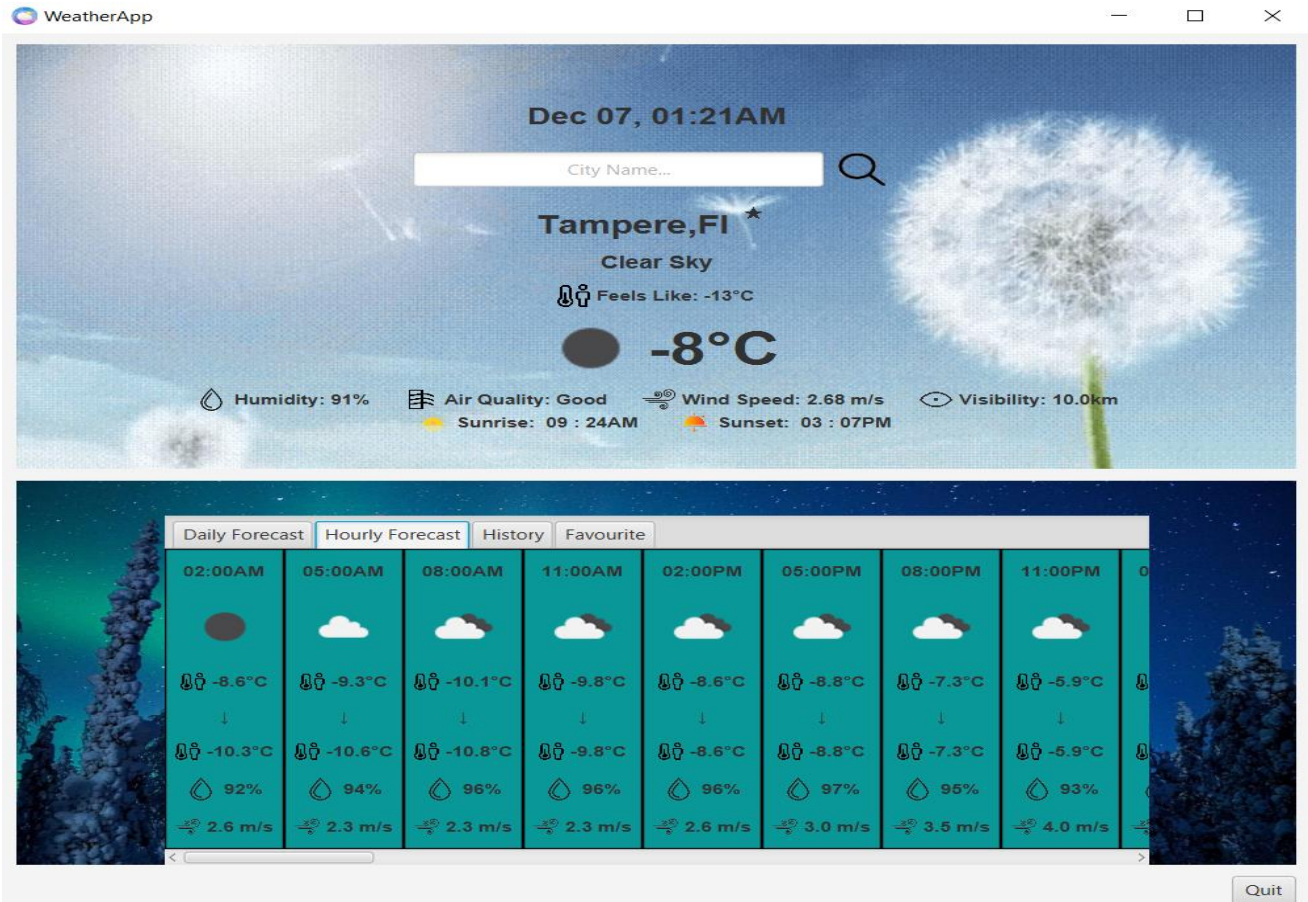 WeatherApp
Dec 07, 01:21AM
City Name...
Tampere,FI ★
Clear Sky
Feels Like: -13°C
-8°C
Humidity: 91% Air Quality: Good Wind Speed: 2.68 m/s Visibility: 10.0km
Sunrise: 09 : 24AM Sunset: 03 : 07PM
Daily Forecast Hourly Forecast History Favourite
02:00AM 05:00AM 08:00AM 11:00AM 02:00PM 05:00PM 08:00PM 11:00PM 0
-8.6°C -9.3°C -10.1°C -9.8°C -8.6°C -8.8°C -7.3°C -5.9°C
↓ ↓ ↓ ↓ ↓ ↓ ↓ ↓
-10.3°C -10.6°C -10.8°C -9.8°C -8.6°C -8.8°C -7.3°C -5.9°C
92% 94% 96% 96% 96% 97% 95% 93%
2.6 m/s 2.3 m/s 2.3 m/s 2.3 m/s 2.6 m/s 3.0 m/s 3.5 m/s 4.0 m/s
Quit